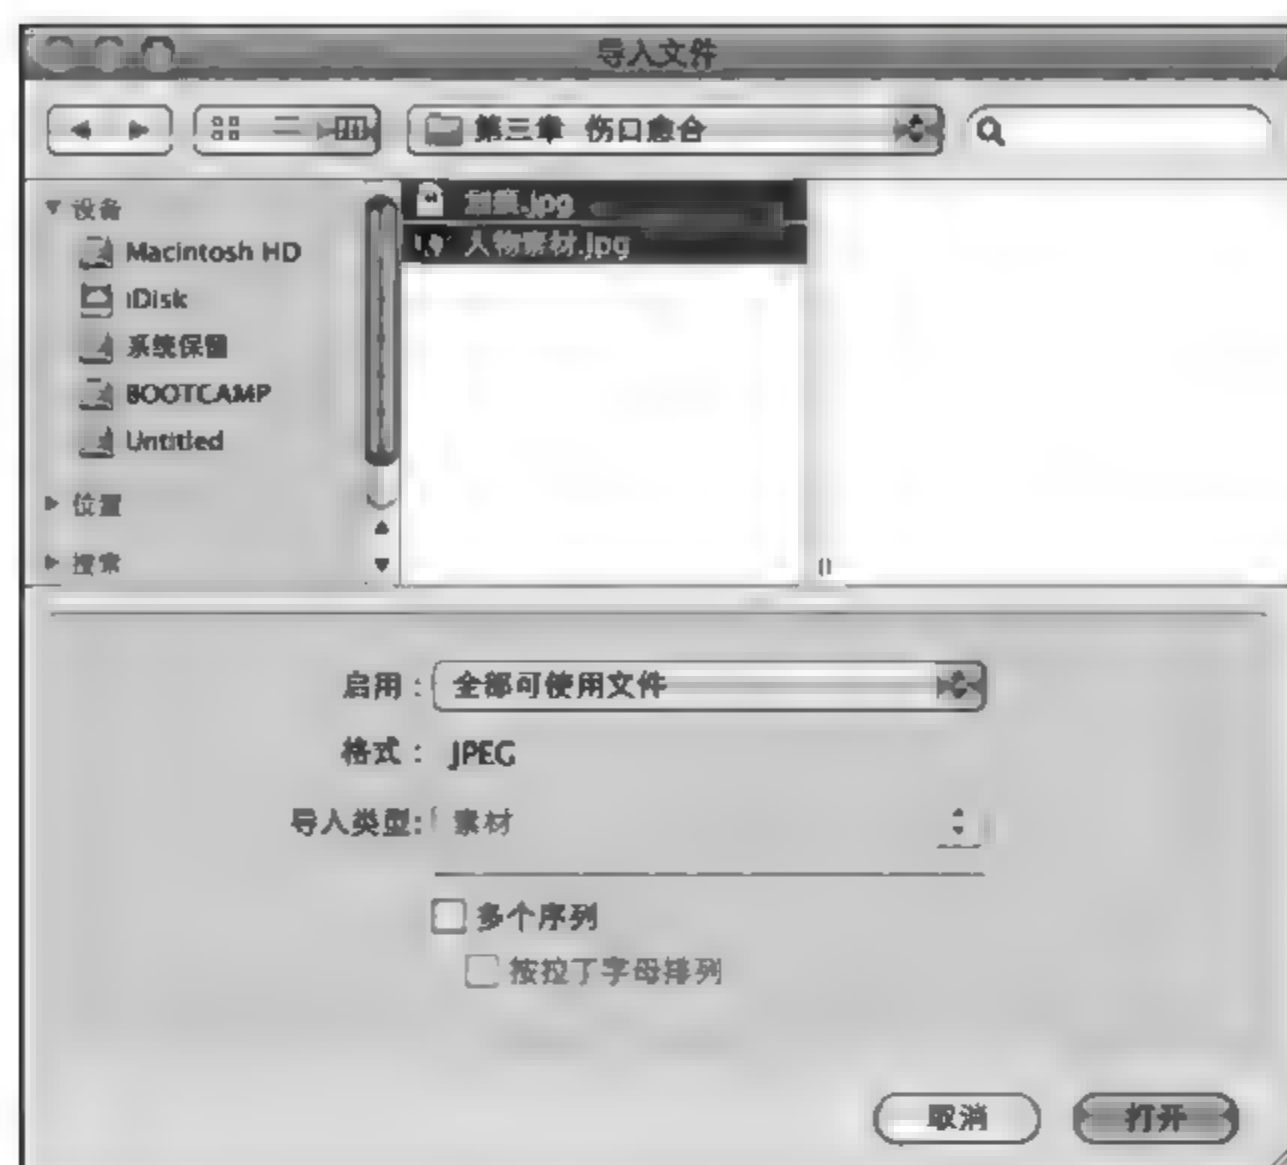 导入文件
第三章 伤口愈合
设备
Macintosh HD
iDisk
系统保留
BOOTCAMP
Untitled
位置
搜索
.jpg
人物素材.jpg
启用：全部可使用文件
格式：JPEG
导入类型：素材
多个序列
按拉丁字母排列
取消
打开